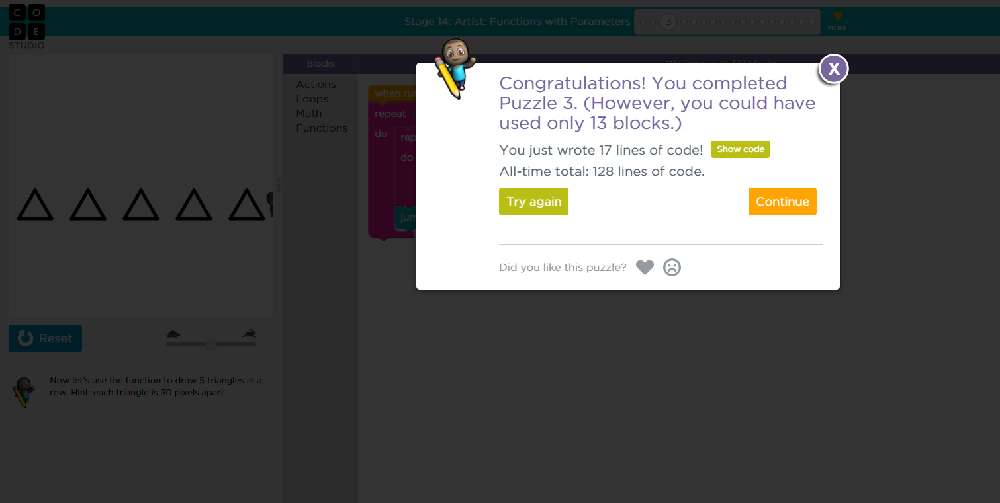 C O
D E
STUDIO
Stage 14: Artist: Functions with Parameters
3
MORE
Blocks
Actions
Loops
Math
Functions
when run
repeat
do
rep
do
jum
X
Congratulations! You completed
Puzzle 3. (However, you could have
used only 13 blocks.)
You just wrote 17 lines of code!
Show code
All-time total: 128 lines of code.
Try again
Continue
Did you like this puzzle?
Reset
Now let's use the function to draw 5 triangles in a
row. Hint: each triangle is 30 pixels apart.